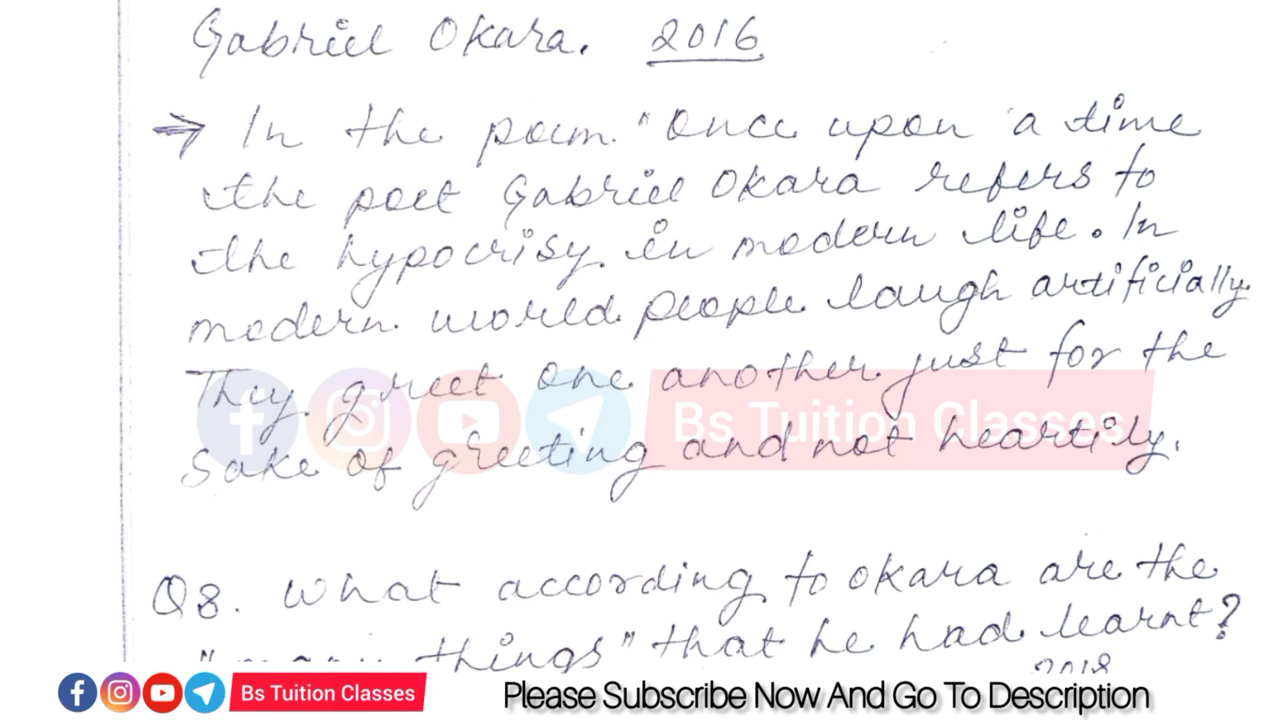 Gabriel Okara. 2016
→ In the poem "Once upon a time
the poet Gabriel Okara refers to
the hypocrisy in modern life. In
modern world people laugh artificially.
They greet one another just for the
Bs Tuition Classes
sake of greeting and not heartily.
Q8. What according to Okara are the
"many things" that he had learnt?
2018
Bs Tuition Classes
Please Subscribe Now And Go To Description